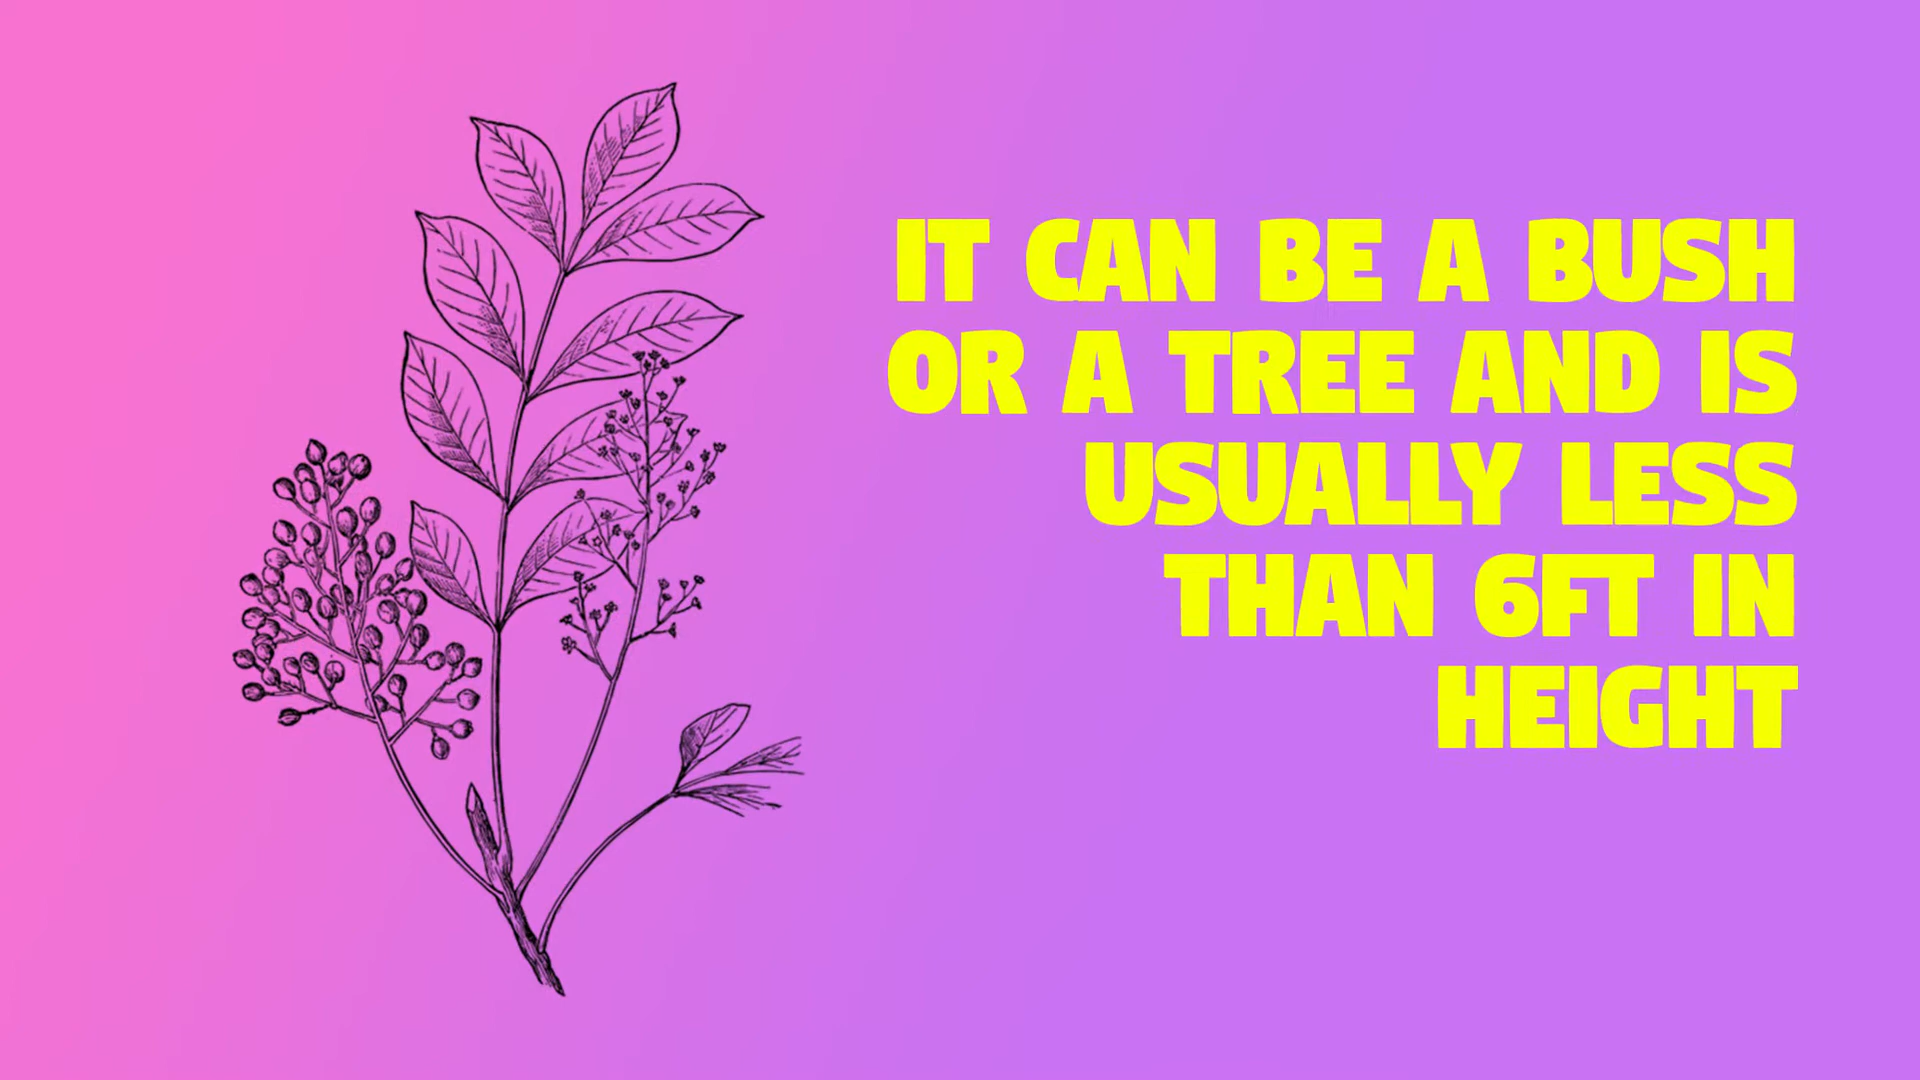 IT CAN BE A BUSH
OR A TREE AND IS
USUALLY LESS
THAN 6FT IN
HEIGHT